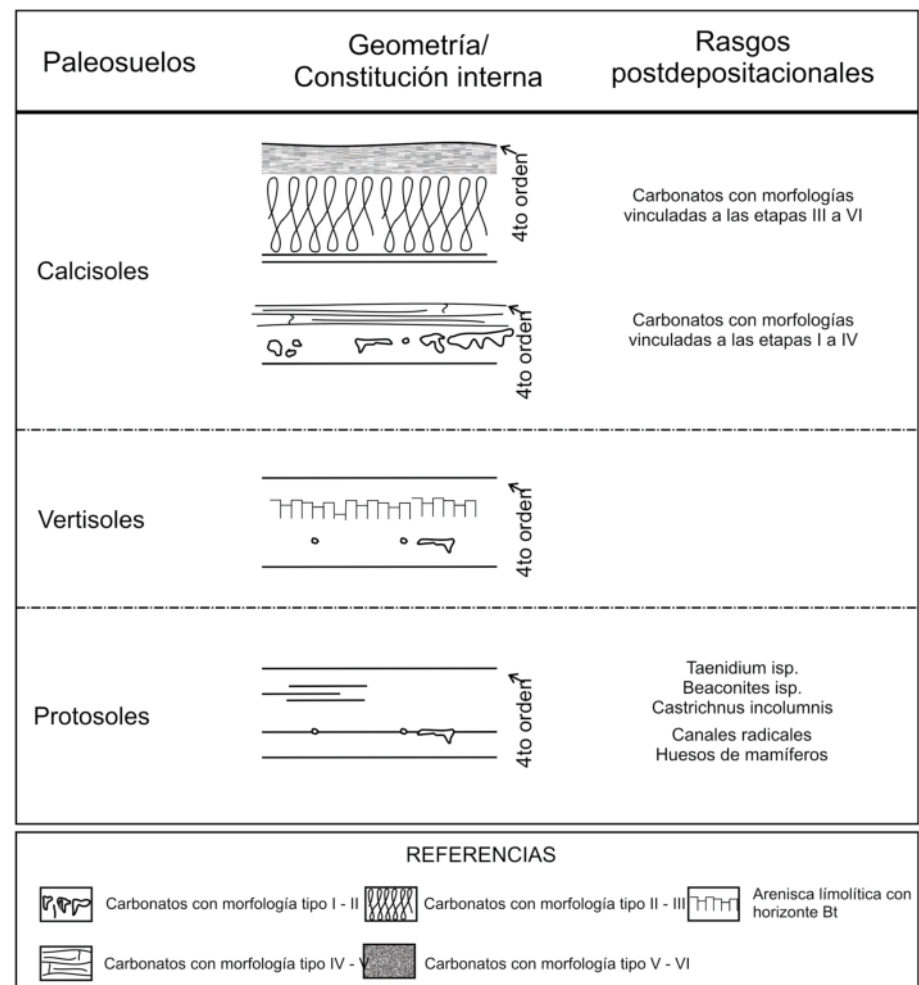 Paleosuelos
Geometría/
Constitución interna
Rasgos
postdepositacionales
Calcisoles
4to orden
Carbonatos con morfologías
vinculadas a las etapas III a VI
4to orden
Carbonatos con morfologías
vinculadas a las etapas I a IV
Vertisoles
4to orden
Protosoles
4to orden
Taenidium isp.
Beaconites isp.
Castrichnus incolumnis
Canales radicales
Huesos de mamíferos
REFERENCIAS
Carbonatos con morfología tipo I - II
Carbonatos con morfología tipo II - III
Arenisca límolítica con
horizonte Bt
Carbonatos con morfología tipo IV - V
Carbonatos con morfología tipo V - VI